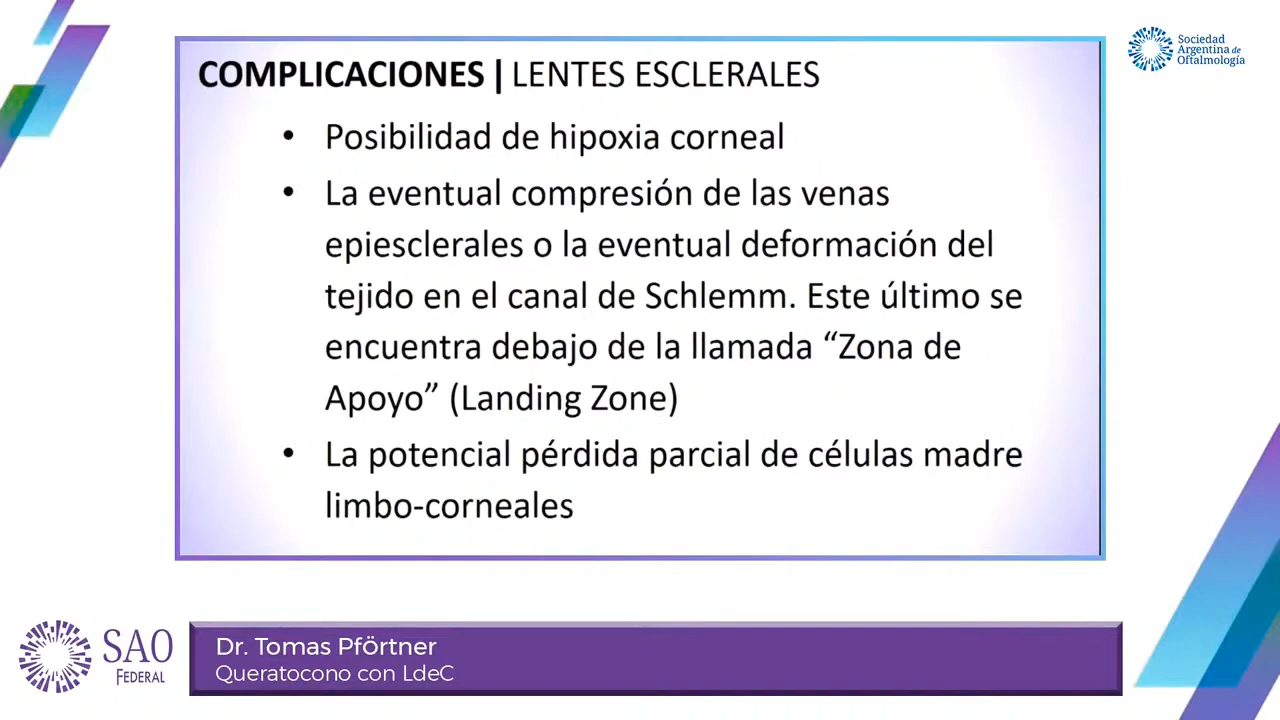 Sociedad
Argentina de
Oftalmología
COMPLICACIONES | LENTES ESCLERALES
• Posibilidad de hipoxia corneal
• La eventual compresión de las venas
epiesclerales o la eventual deformación del
tejido en el canal de Schlemm. Este último se
encuentra debajo de la llamada “Zona de
Apoyo” (Landing Zone)
• La potencial pérdida parcial de células madre
limbo-corneales
SAO
FEDERAL
Dr. Tomas Pförtner
Queratocono con LdeC